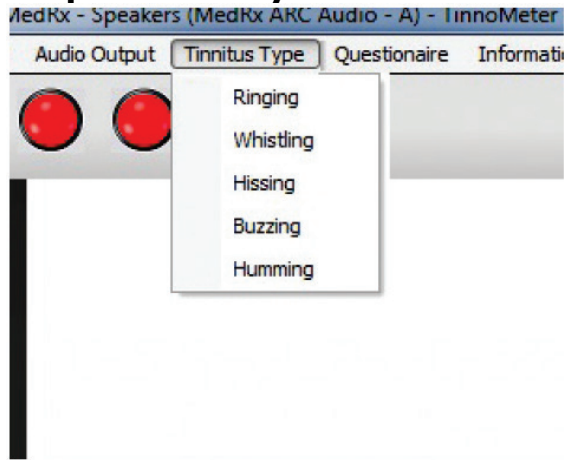 MedRx - Speakers (MedRx ARC Audio - A) - TinnoMeter
Audio Output Tinnitus Type Questionaire
Ringing
Whistling
Hissing
Buzzing
Humming